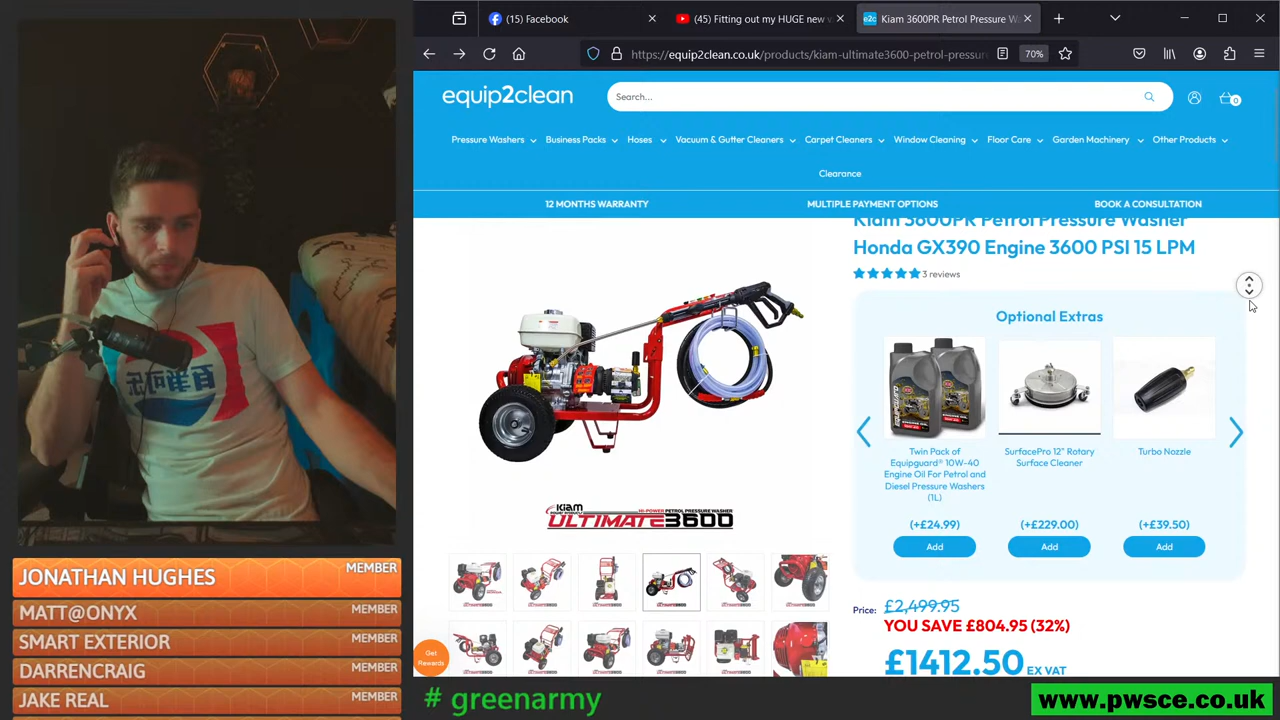 (15) Facebook
(45) Fitting out my HUGE new v
e2c
Kiam 3600PR Petrol Pressure Wa
https://equip2clean.co.uk/products/kiam-ultimate3600-petrol-pressur
70%
equip2clean
Search...
0
Pressure Washers
Business Packs
Hoses
Vacuum & Gutter Cleaners
Carpet Cleaners
Window Cleaning
Floor Care
Garden Machinery
Other Products
Clearance
12 MONTHS WARRANTY
MULTIPLE PAYMENT OPTIONS
BOOK A CONSULTATION
Kiam 3600PR Petrol Pressure Washer
Honda GX390 Engine 3600 PSI 15 LPM
3 reviews
Optional Extras
Twin Pack of
Equipguard® 10W-40
Engine Oil For Petrol and
Diesel Pressure Washers
(1L)
(+£24.99)
Add
SurfacePro 12" Rotary
Surface Cleaner
(+£229.00)
Add
Turbo Nozzle
(+£39.50)
Add
Kiam
ULTIMATE3600
Price:
£2,499.95
YOU SAVE £804.95 (32%)
£1412.50 EX VAT
Get
Rewards
JONATHAN HUGHES
MEMBER
MATT@ONYX
MEMBER
SMART EXTERIOR
MEMBER
DARRENCRAIG
MEMBER
JAKE REAL
MEMBER
# greenarmy
www.pwsce.co.uk